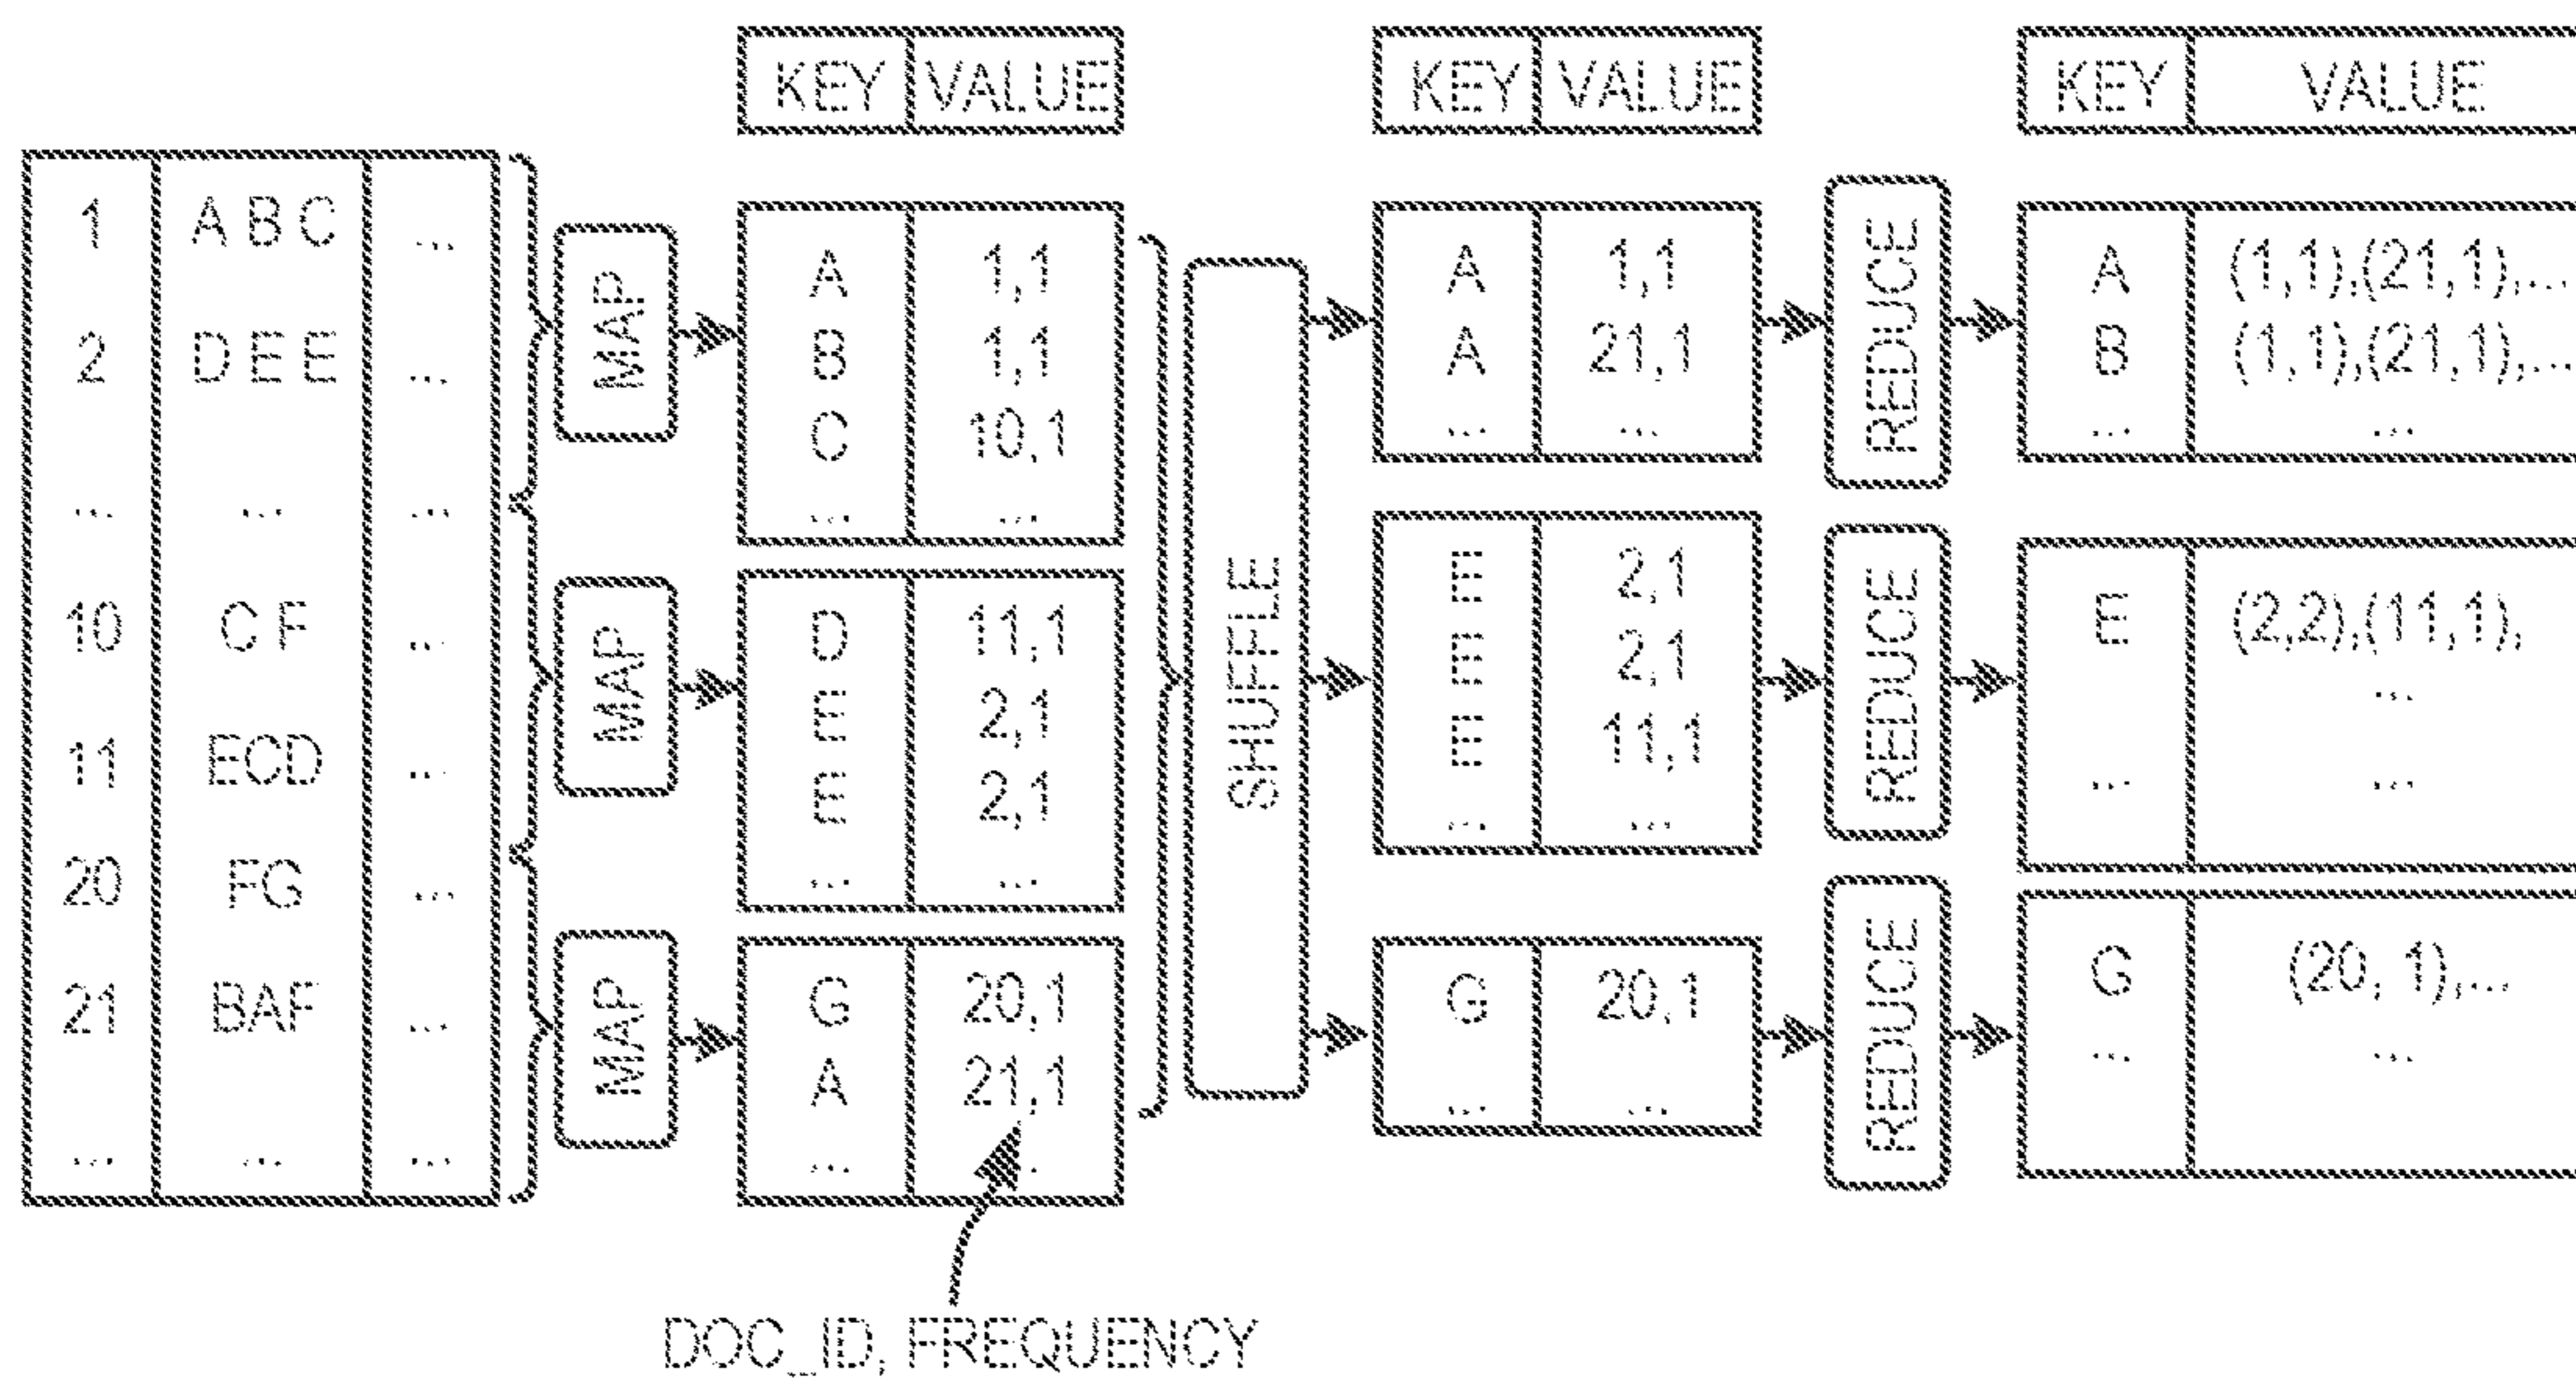 KEY VALUE
KEY VALUE
KEY VALUE
1 A B C ...
2 D E E ...
... ... ...
10 C F ...
11 ECD ...
20 FG ...
21 BAF ...
... ... ...
MAP
MAP
MAP
A 1,1
B 1,1
C 10,1
... ...
D 11,1
E 2,1
E 2,1
... ...
G 20,1
A 21,1
... .
DOC_ID, FREQUENCY
SHUFFLE
A 1,1
A 21,1
... ...
E 2,1
E 2,1
E 11,1
... ...
G 20,1
... ...
REDUCE
REDUCE
REDUCE
A (1,1),(21,1),...
B (1,1),(21,1),...
... ...
E (2,2),(11,1),
...
... ...
G (20, 1),...
... ...